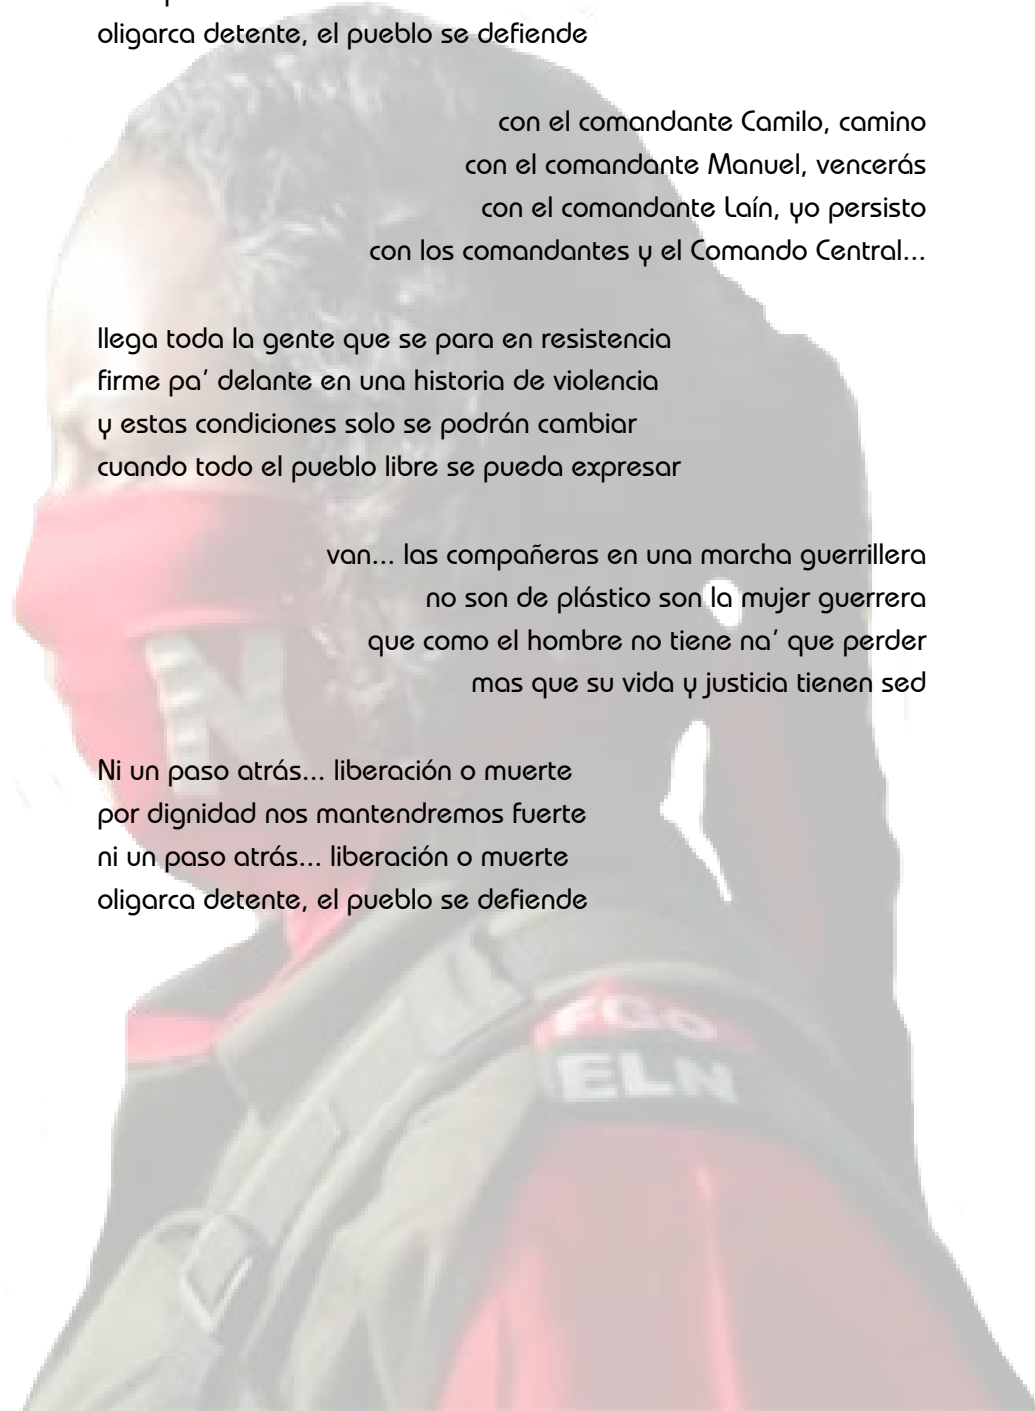 oligarca detente, el pueblo se defiende
con el comandante Camilo, camino
con el comandante Manuel, vencerás
con el comandante Laín, yo persisto
con los comandantes y el Comando Central...
llega toda la gente que se para en resistencia
firme pa' delante en una historia de violencia
y estas condiciones solo se podrán cambiar
cuando todo el pueblo libre se pueda expresar
van... las compañeras en una marcha guerrillera
no son de plástico son la mujer guerrera
que como el hombre no tiene na' que perder
mas que su vida y justicia tienen sed
N
Ni un paso atrás... liberación o muerte
por dignidad nos mantendremos fuerte
ni un paso atrás... liberación o muerte
oligarca detente, el pueblo se defiende
FGO
ELN